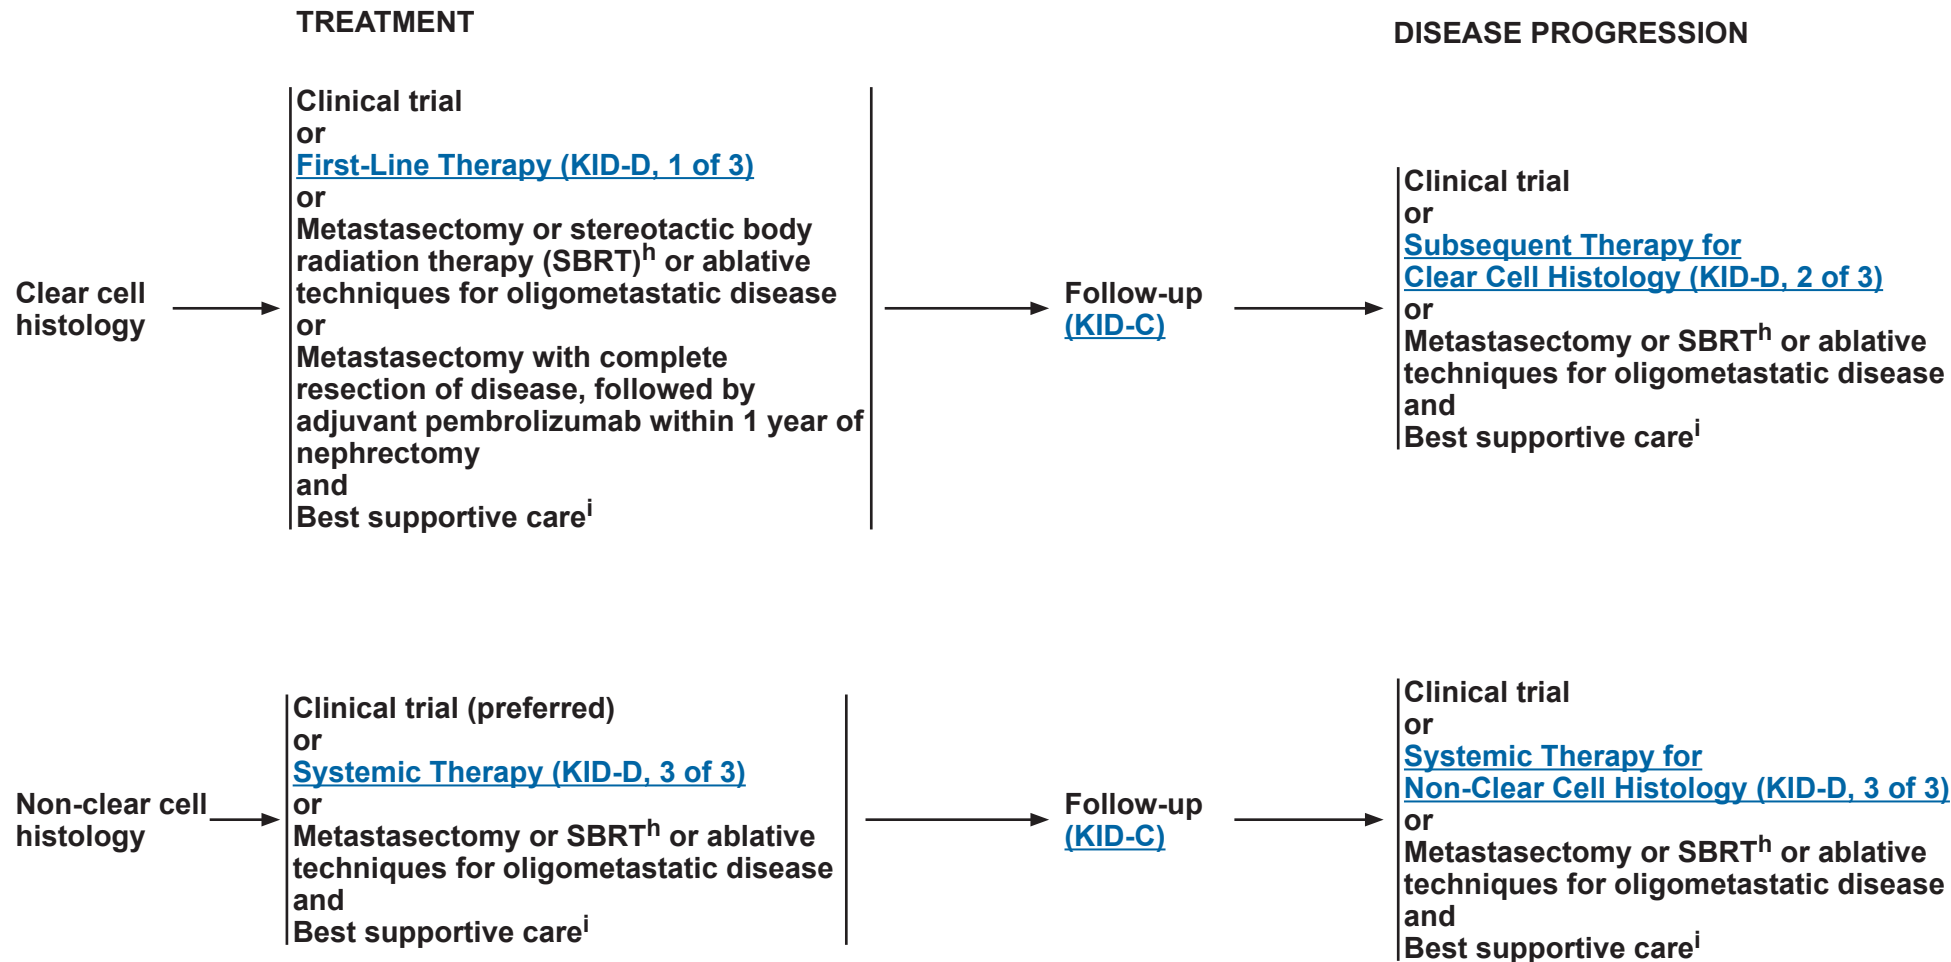 TREATMENT
DISEASE PROGRESSION
Clear cell
histology
Clinical trial
or
First-Line Therapy (KID-D, 1 of 3)
or
Metastasectomy or stereotactic body
radiation therapy (SBRT)h or ablative
techniques for oligometastatic disease
or
Metastasectomy with complete
resection of disease, followed by
adjuvant pembrolizumab within 1 year of
nephrectomy
and
Best supportive carei
Follow-up
(KID-C)
Clinical trial
or
Subsequent Therapy for
Clear Cell Histology (KID-D, 2 of 3)
or
Metastasectomy or SBRTh or ablative
techniques for oligometastatic disease
and
Best supportive carei
Non-clear cell
histology
Clinical trial (preferred)
or
Systemic Therapy (KID-D, 3 of 3)
or
Metastasectomy or SBRTh or ablative
techniques for oligometastatic disease
and
Best supportive carei
Follow-up
(KID-C)
Clinical trial
or
Systemic Therapy for
Non-Clear Cell Histology (KID-D, 3 of 3)
or
Metastasectomy or SBRTh or ablative
techniques for oligometastatic disease
and
Best supportive carei